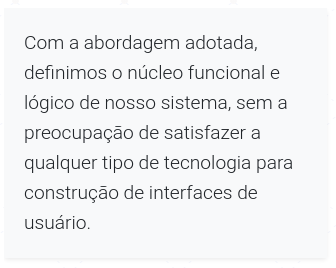 Com a abordagem adotada,
definimos o núcleo funcional e
lógico de nosso sistema, sem a
preocupação de satisfazer a
qualquer tipo de tecnologia para
construção de interfaces de
usuário.